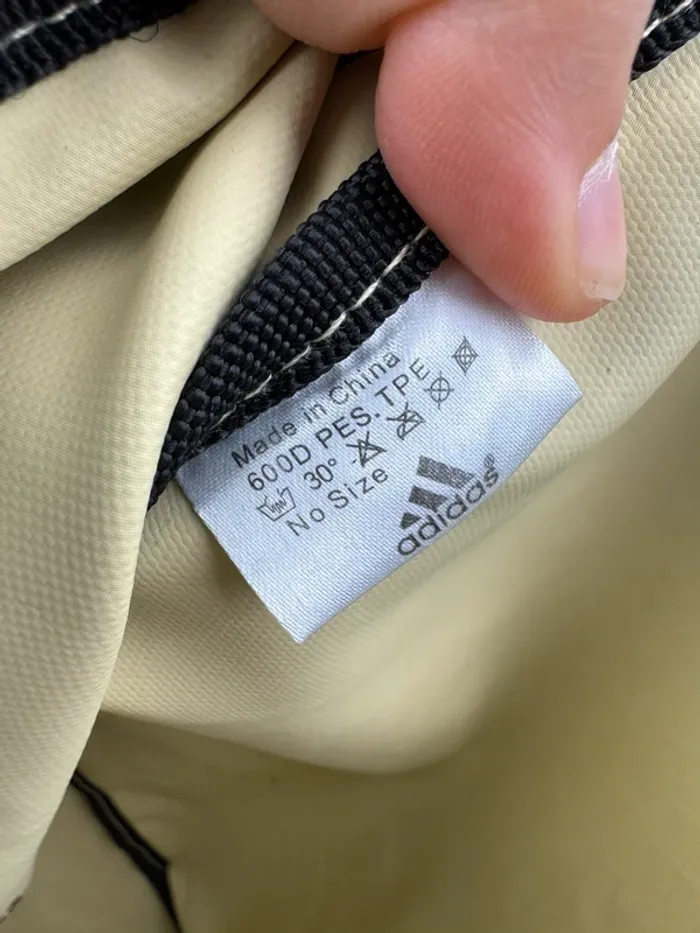 Made in China
600D PES. TPE
30°
No Size
adidas®